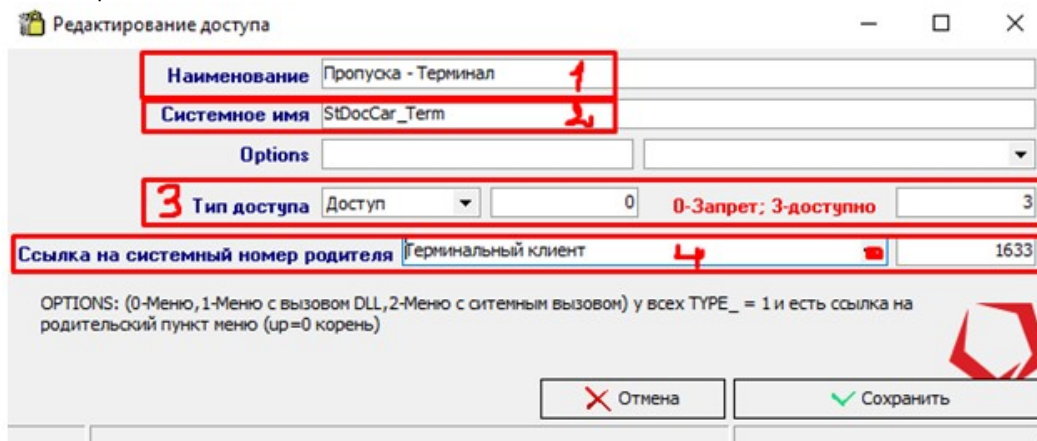 Редактирование доступа
Наименование Пропуска - Терминал 1
Системное имя StDocCar_Term 2
Options
3 Тип доступа Доступ 0 0-Запрет; 3-доступно 3
Ссылка на системный номер родителя Терминальный клиент 4 1633
OPTIONS: (0-Меню,1-Меню с вызовом DLL,2-Меню с ситемным вызовом) у всех TYPE_ = 1 и есть ссылка на
родительский пункт меню (up=0 корень)
Отмена Сохранить